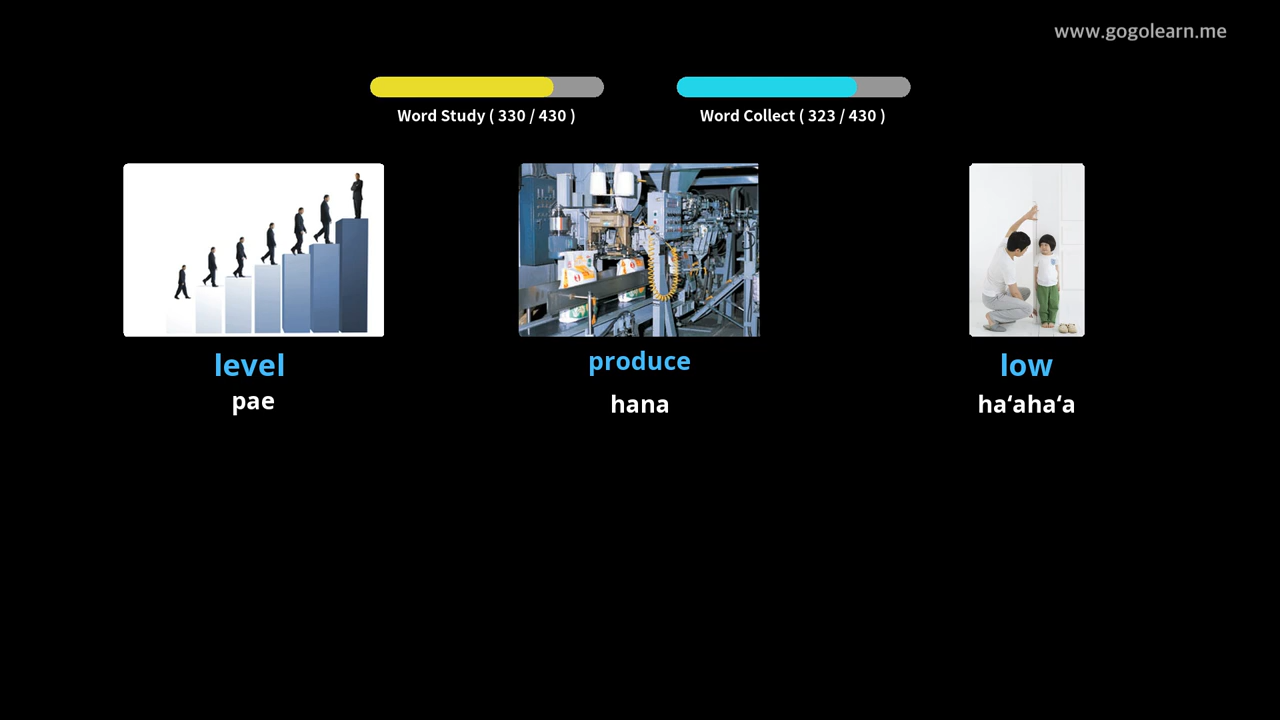 www.gogolearn.me
Word Study ( 330 / 430 )
Word Collect ( 323 / 430 )
level
pae
produce
hana
low
haʻahaʻa